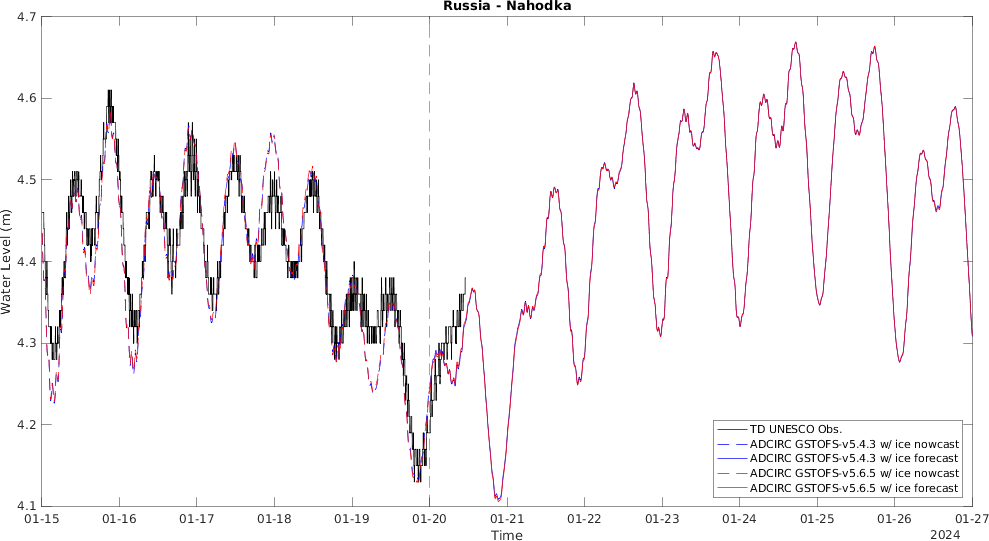 Russia - Nahodka
Water Level (m)
4.7
4.6
4.5
4.4
4.3
4.2
4.1
TD UNESCO Obs.
ADCIRC GSTOFS-v5.4.3 w/ ice nowcast
ADCIRC GSTOFS-v5.4.3 w/ ice forecast
ADCIRC GSTOFS-v5.6.5 w/ ice nowcast
ADCIRC GSTOFS-v5.6.5 w/ ice forecast
01-15 01-16 01-17 01-18 01-19 01-20 01-21 01-22 01-23 01-24 01-25 01-26 01-27
Time
2024